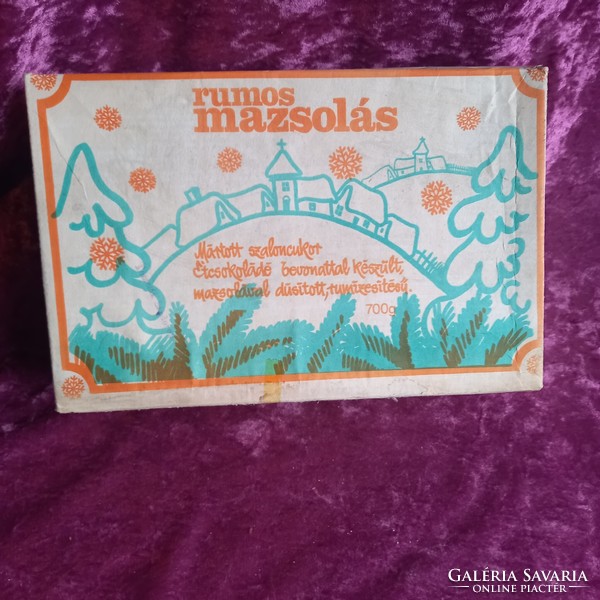 rumos
mazsolás
Mártott szaloncukor
Étcsokoládé bevonattal készült,
mazsolával dúsított, rumízesítésű.
700g
GALÉRIA SAVARIA
ONLINE PIACTÉR